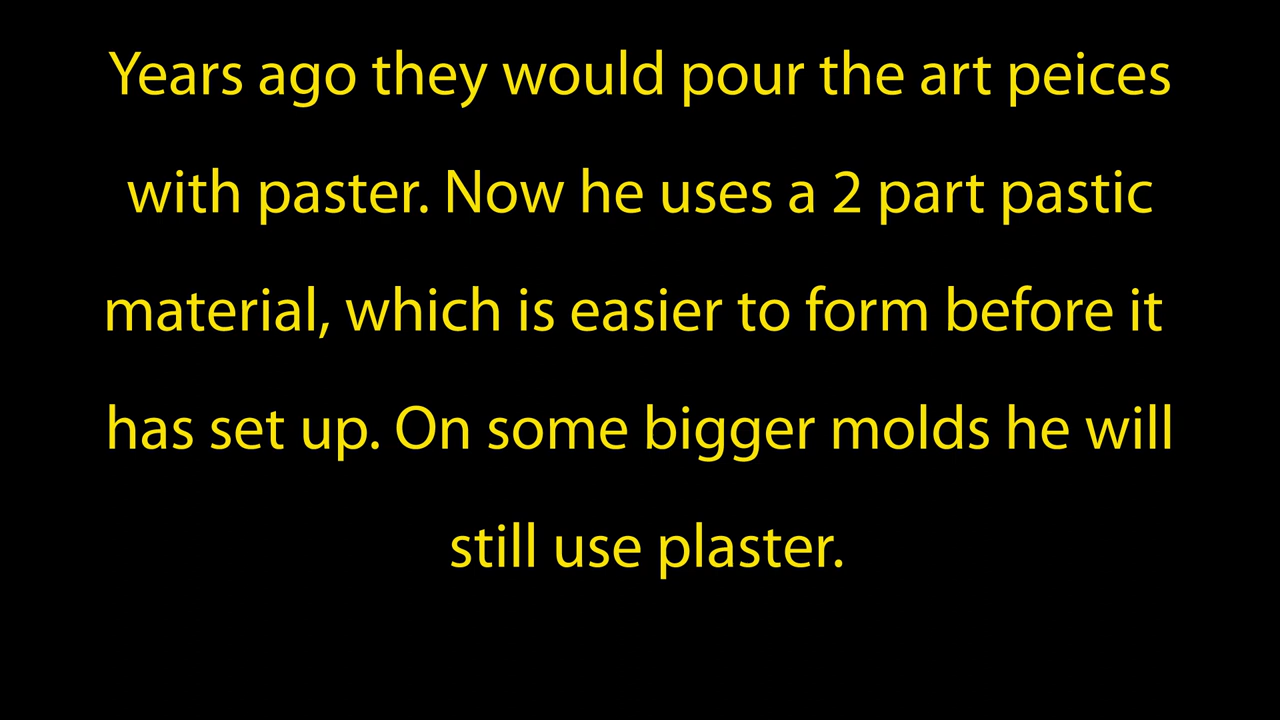 Years ago they would pour the art peices
with paster. Now he uses a 2 part pastic
material, which is easier to form before it
has set up. On some bigger molds he will
still use plaster.